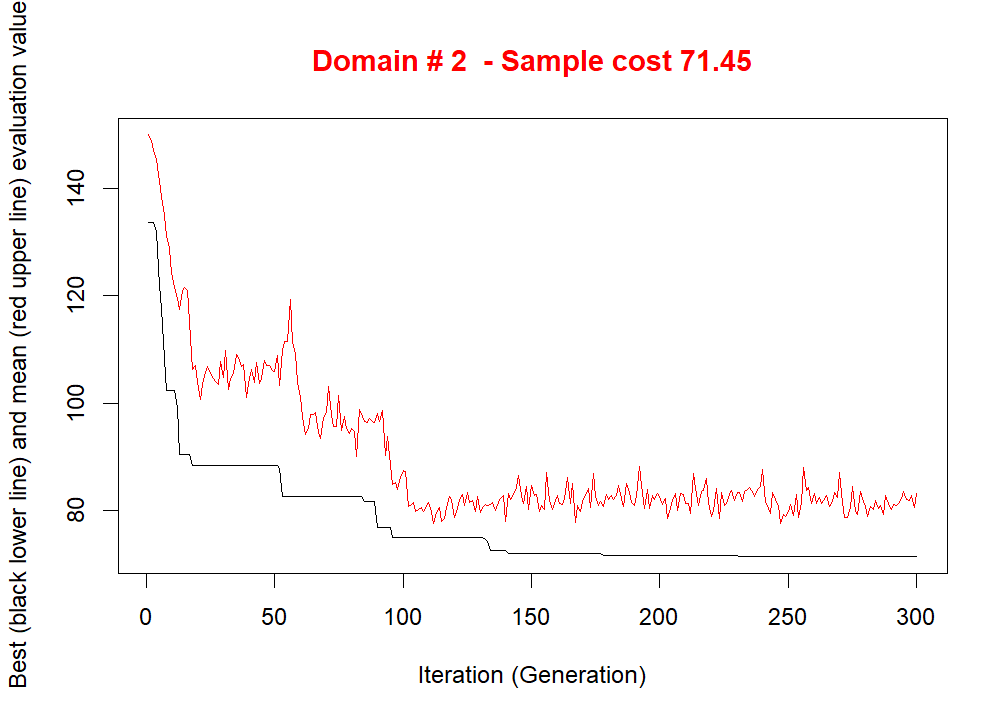 Domain # 2  - Sample cost 71.45
Best (black lower line) and mean (red upper line) evaluation value
140
120
100
80
0 50 100 150 200 250 300
Iteration (Generation)